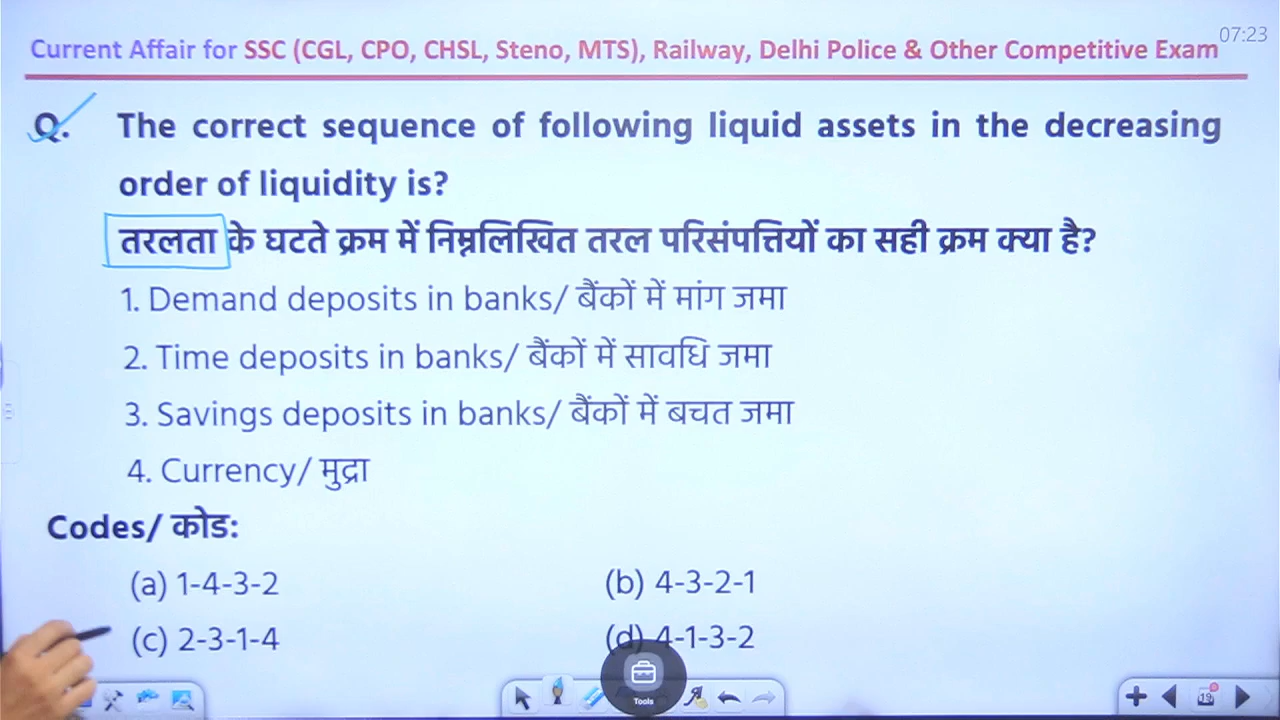 07:23
Current Affair for SSC (CGL, CPO, CHSL, Steno, MTS), Railway, Delhi Police & Other Competitive Exam
Q. The correct sequence of following liquid assets in the decreasing
order of liquidity is?
तरलता के घटते क्रम में निम्नलिखित तरल परिसंपत्तियों का सही क्रम क्या है?
1. Demand deposits in banks/ बैंकों में मांग जमा
2. Time deposits in banks/ बैंकों में सावधि जमा
3. Savings deposits in banks/ बैंकों में बचत जमा
4. Currency/ मुद्रा
Codes/ कोड:
(a) 1-4-3-2 (b) 4-3-2-1
(c) 2-3-1-4 (d) 4-1-3-2
Tools
19